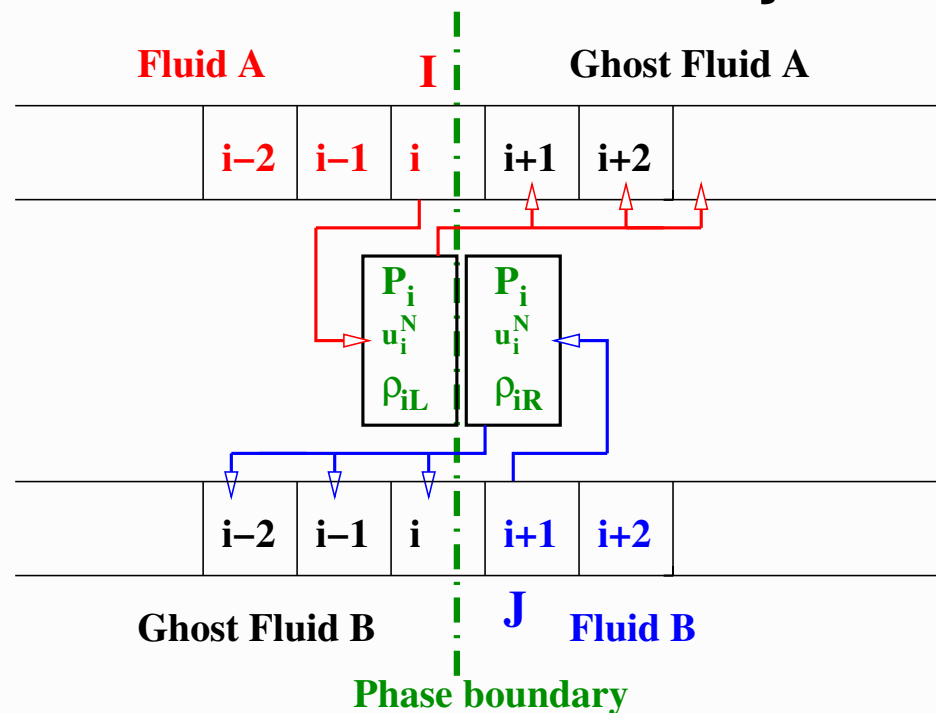 Fluid A I Ghost Fluid A
i−2 i−1 i i+1 i+2
P_i P_i
u_i^N u_i^N
ρ_iL ρ_iR
i−2 i−1 i i+1 i+2
Ghost Fluid B J Fluid B
Phase boundary